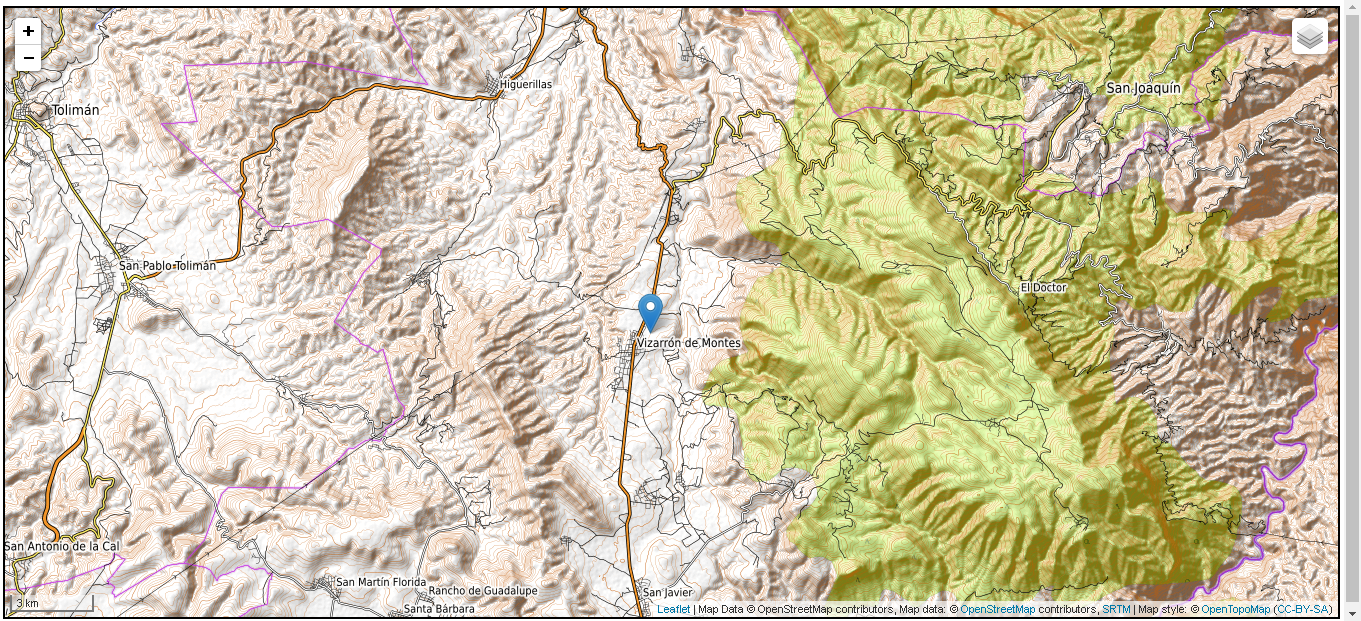 +
−
Higuerillas
San Joaquín
Tolimán
San Pablo Tolimán
El Doctor
Vizarrón de Montes
San Antonio de la Cal
San Martín Florida
Rancho de Guadalupe
San Javier
3 km
Santa Bárbara
Leaflet | Map Data © OpenStreetMap contributors, Map data: © OpenStreetMap contributors, SRTM | Map style: © OpenTopoMap (CC-BY-SA)